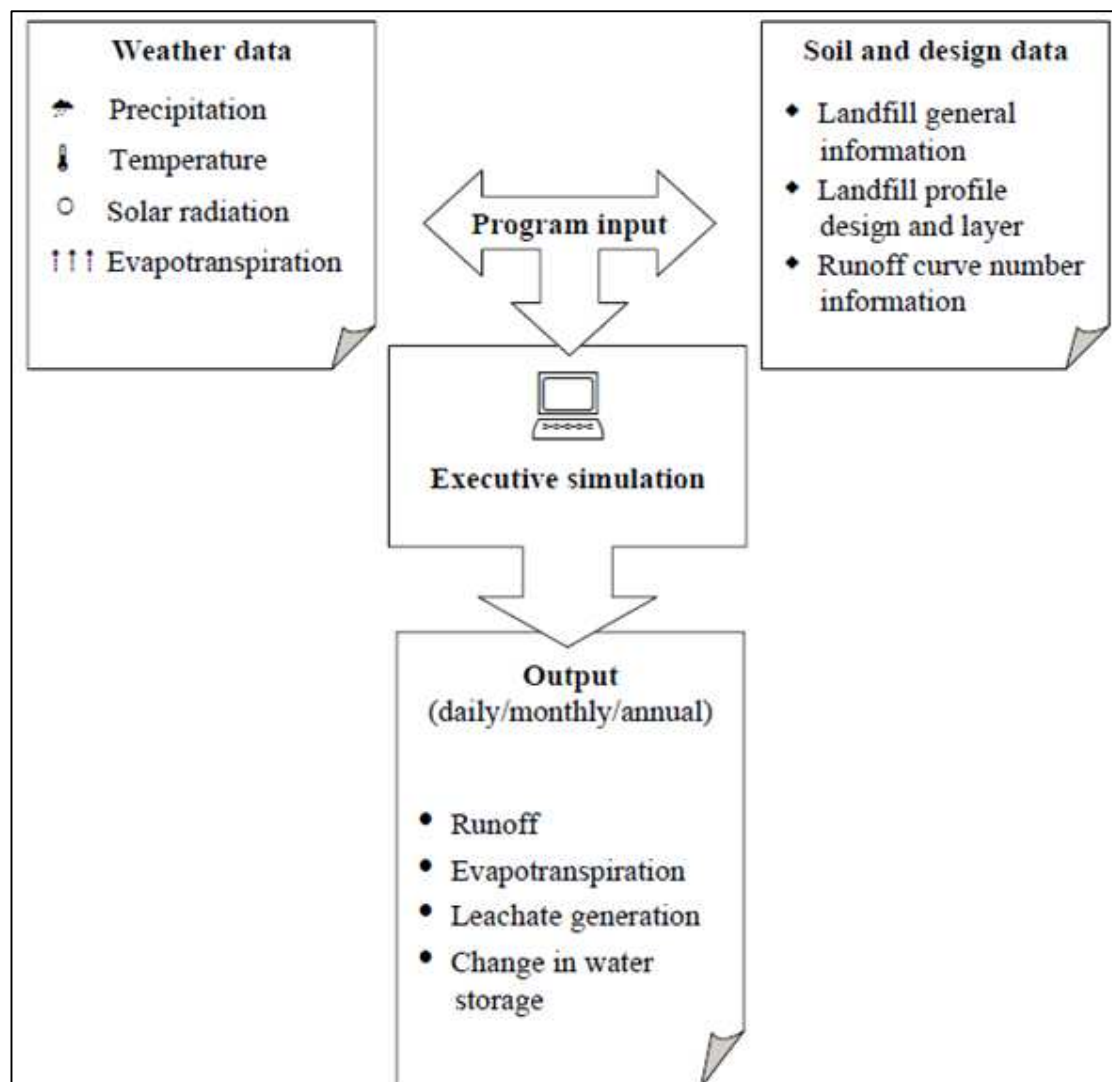 Weather data
Precipitation
Temperature
Solar radiation
Evapotranspiration
Soil and design data
Landfill general
information
Landfill profile
design and layer
Runoff curve number
information
Program input
Executive simulation
Output
(daily/monthly/annual)
Runoff
Evapotranspiration
Leachate generation
Change in water
storage